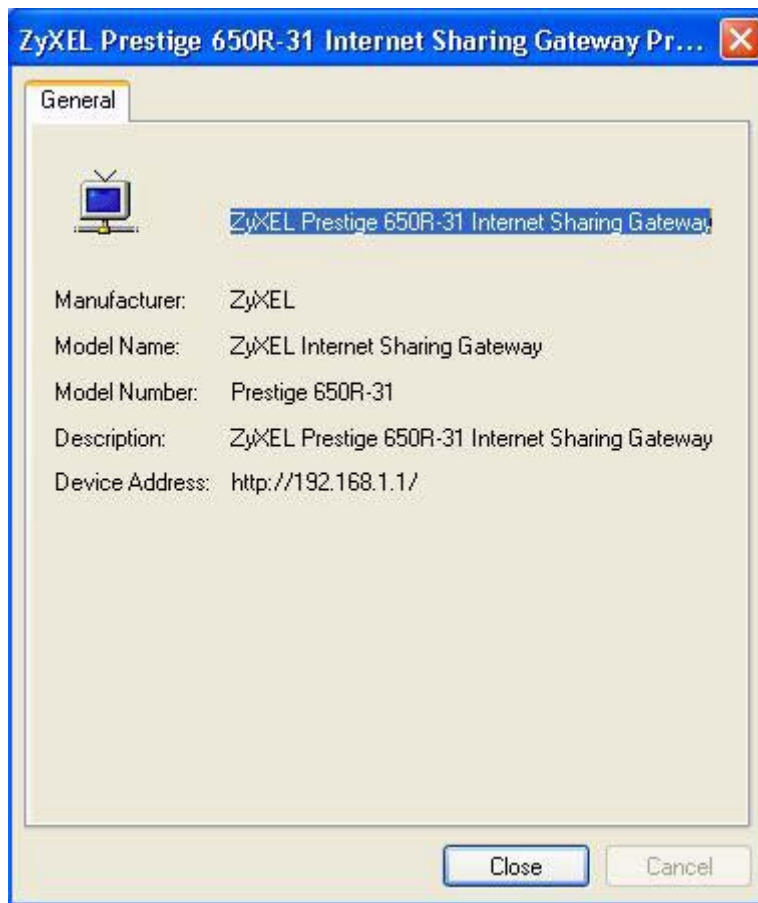 ZyXEL Prestige 650R-31 Internet Sharing Gateway Pr...
General
ZyXEL Prestige 650R-31 Internet Sharing Gateway
Manufacturer: ZyXEL
Model Name: ZyXEL Internet Sharing Gateway
Model Number: Prestige 650R-31
Description: ZyXEL Prestige 650R-31 Internet Sharing Gateway
Device Address: http://192.168.1.1/
Close Cancel